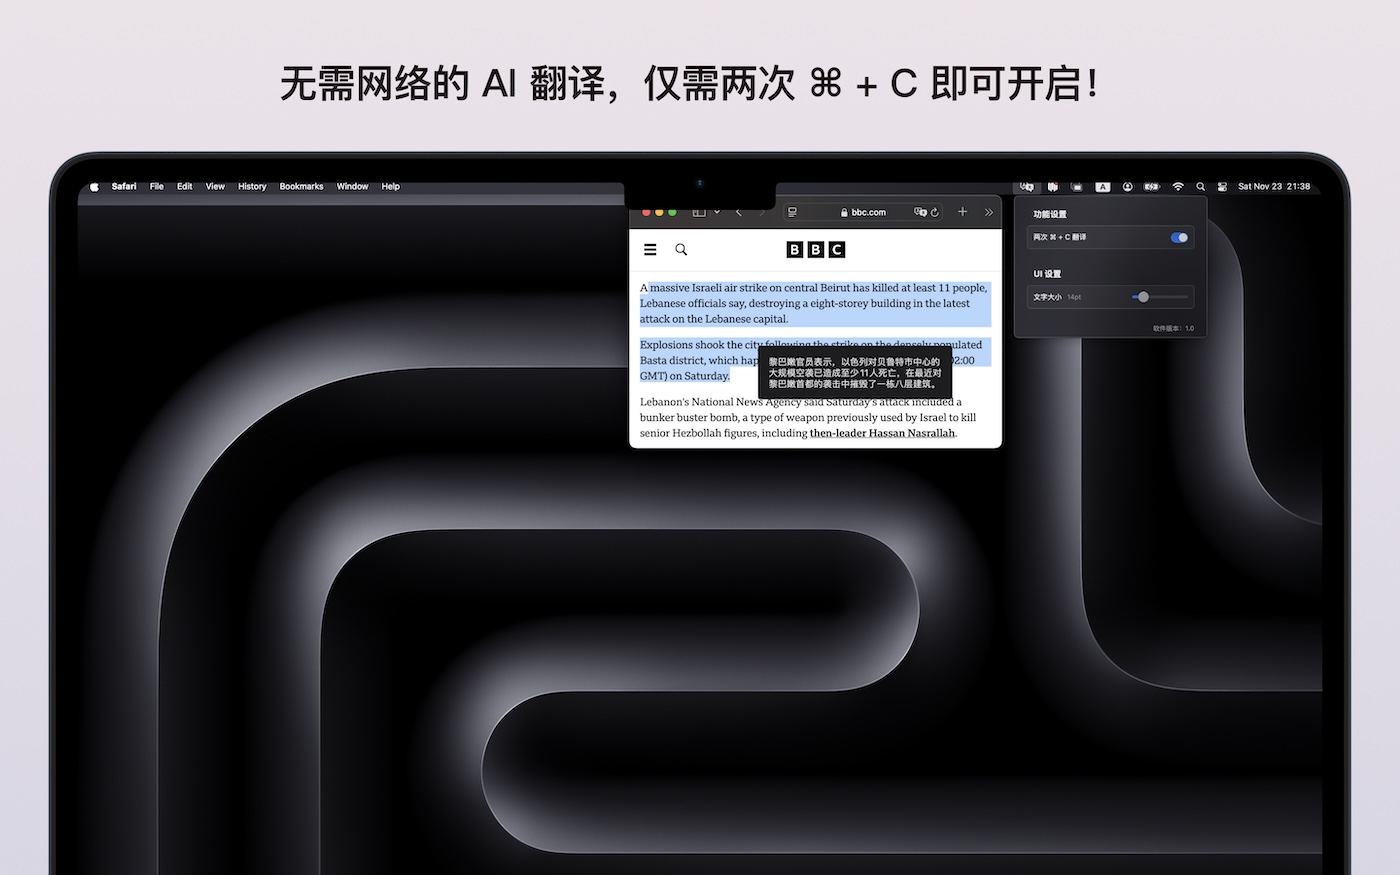 无需网络的 AI 翻译，仅需两次 ⌘ + C 即可开启！
Safari File Edit View History Bookmarks Window Help
A
Sat Nov 23 21:38
bbc.com
BBC
A massive Israeli air strike on central Beirut has killed at least 11 people,
Lebanese officials say, destroying a eight-storey building in the latest
attack on the Lebanese capital.
Explosions shook the city following the strike on the densely populated
Basta district, which hap 02:00
GMT) on Saturday.
黎巴嫩官员表示，以色列对贝鲁特市中心的
大规模空袭已造成至少11人死亡，在最近对
黎巴嫩首都的袭击中摧毁了一栋八层建筑。
Lebanon's National News Agency said Saturday's attack included a
bunker buster bomb, a type of weapon previously used by Israel to kill
senior Hezbollah figures, including then-leader Hassan Nasrallah.
功能设置
两次 ⌘ + C 翻译
UI 设置
文字大小 14pt
软件版本：1.0